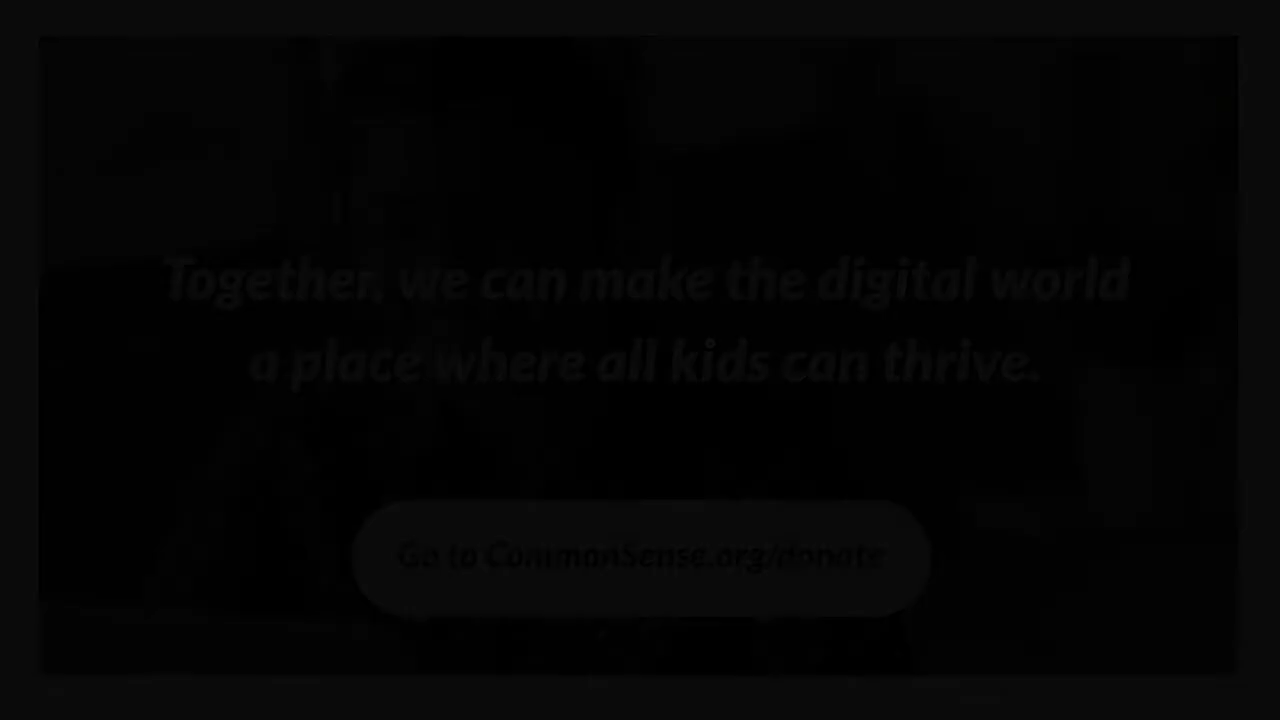 Together, we can make the digital world
a place where all kids can thrive.
Go to CommonSense.org/donate